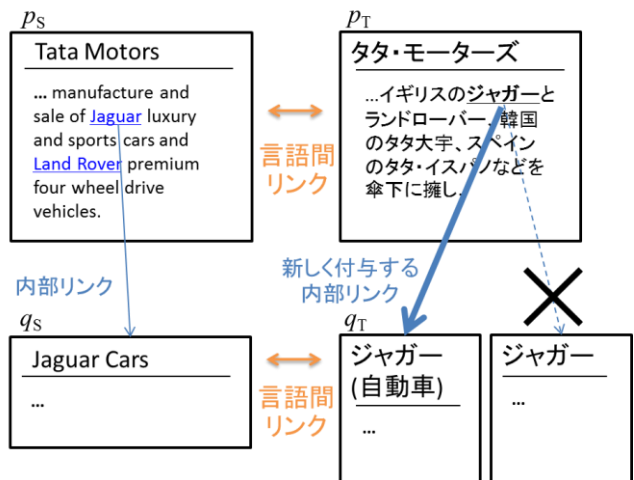 pS
Tata Motors
... manufacture and
sale of Jaguar luxury
and sports cars and
Land Rover premium
four wheel drive
vehicles.
言語間
リンク
pT
タタ・モーターズ
...イギリスのジャガーと
ランドローバー、韓国
のタタ大宇、スペイン
のタタ・イスパノなどを
傘下に擁し.
内部リンク
新しく付与する
内部リンク
qS
Jaguar Cars
...
言語間
リンク
qT
ジャガー
(自動車)
...
ジャガー
...